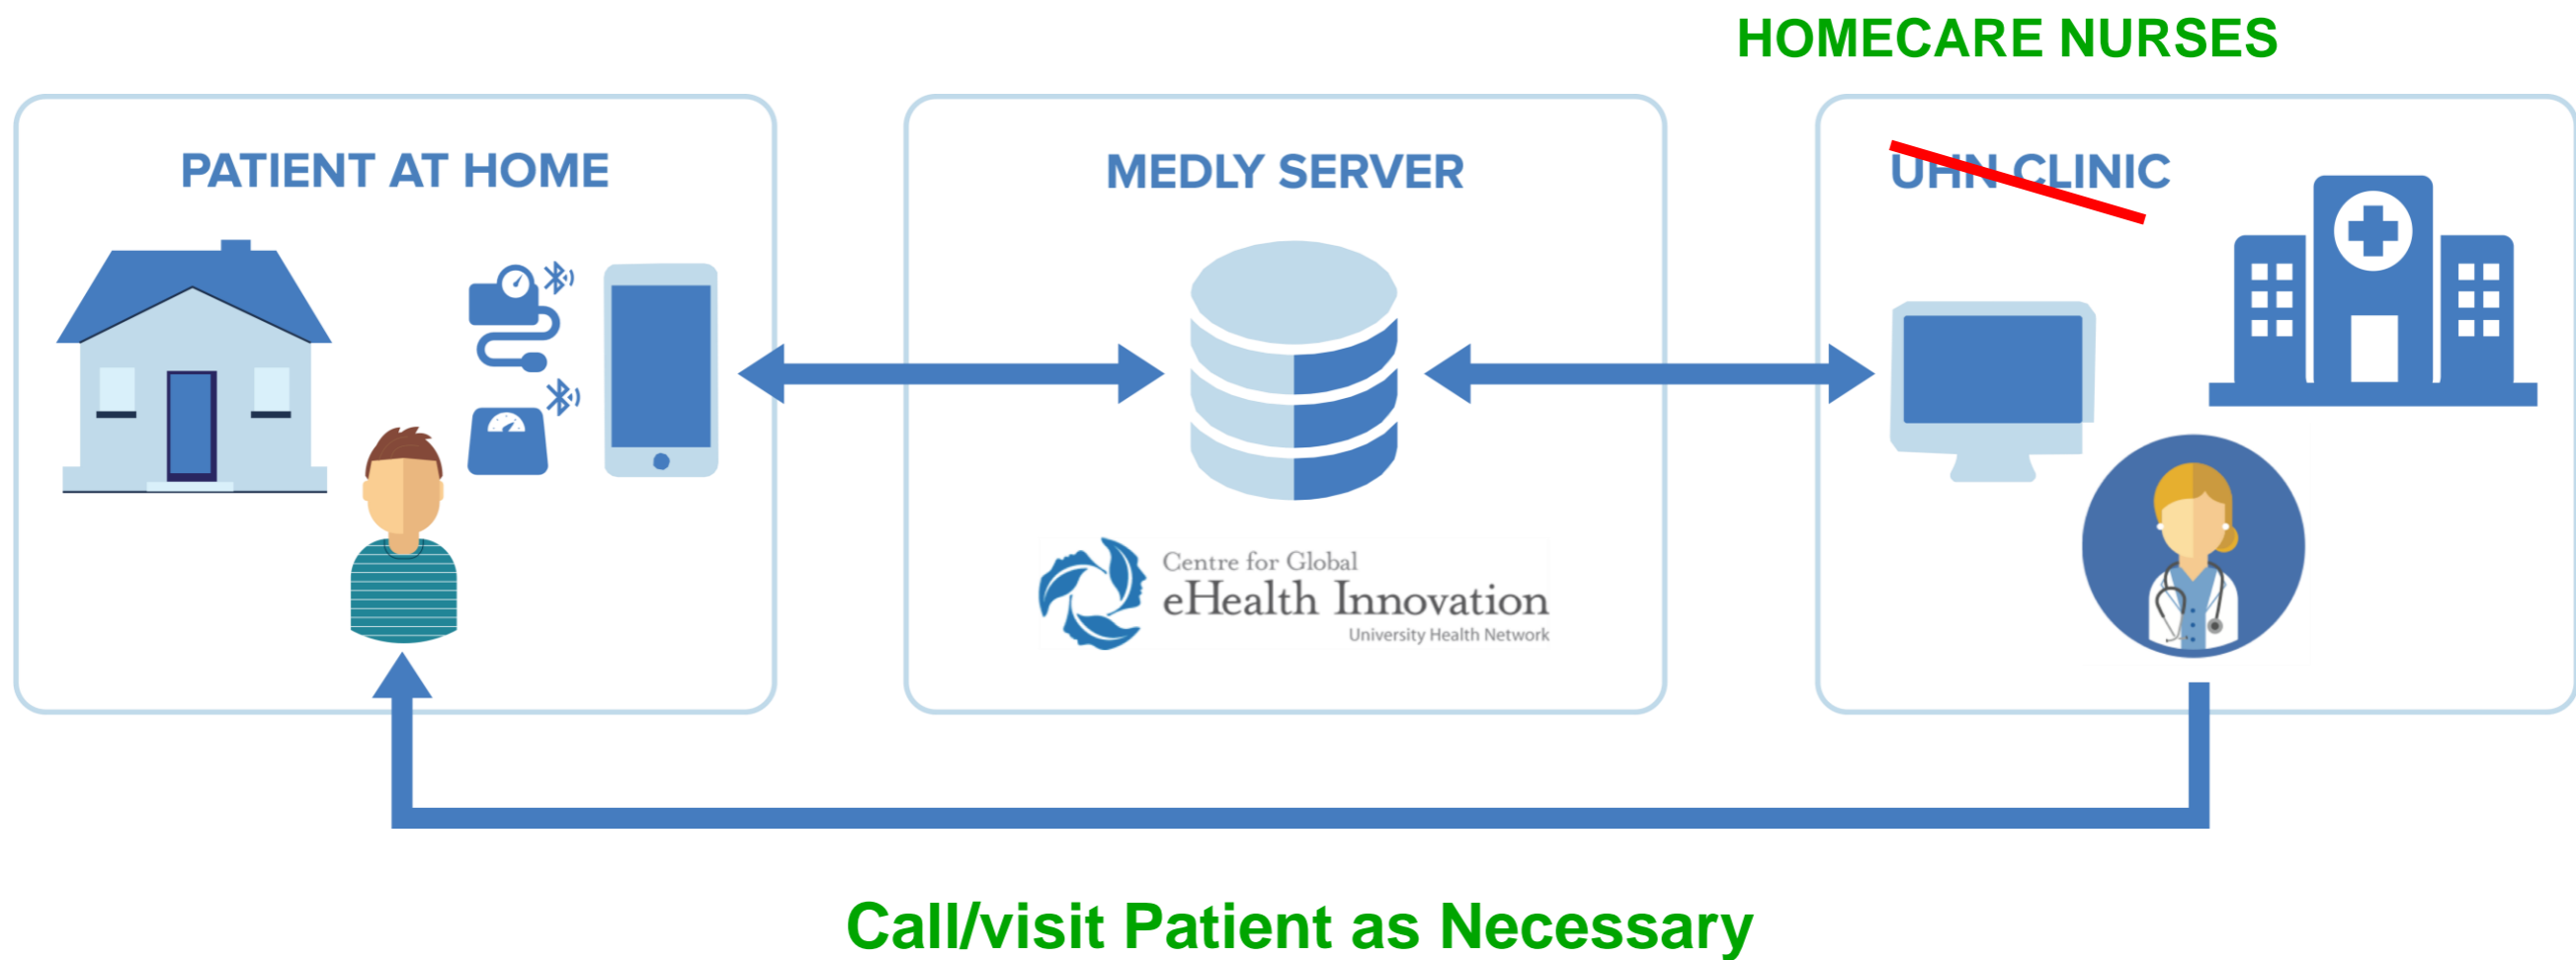 HOMECARE NURSES
PATIENT AT HOME
MEDLY SERVER
UHN CLINIC
Centre for Global
eHealth Innovation
University Health Network
Call/visit Patient as Necessary